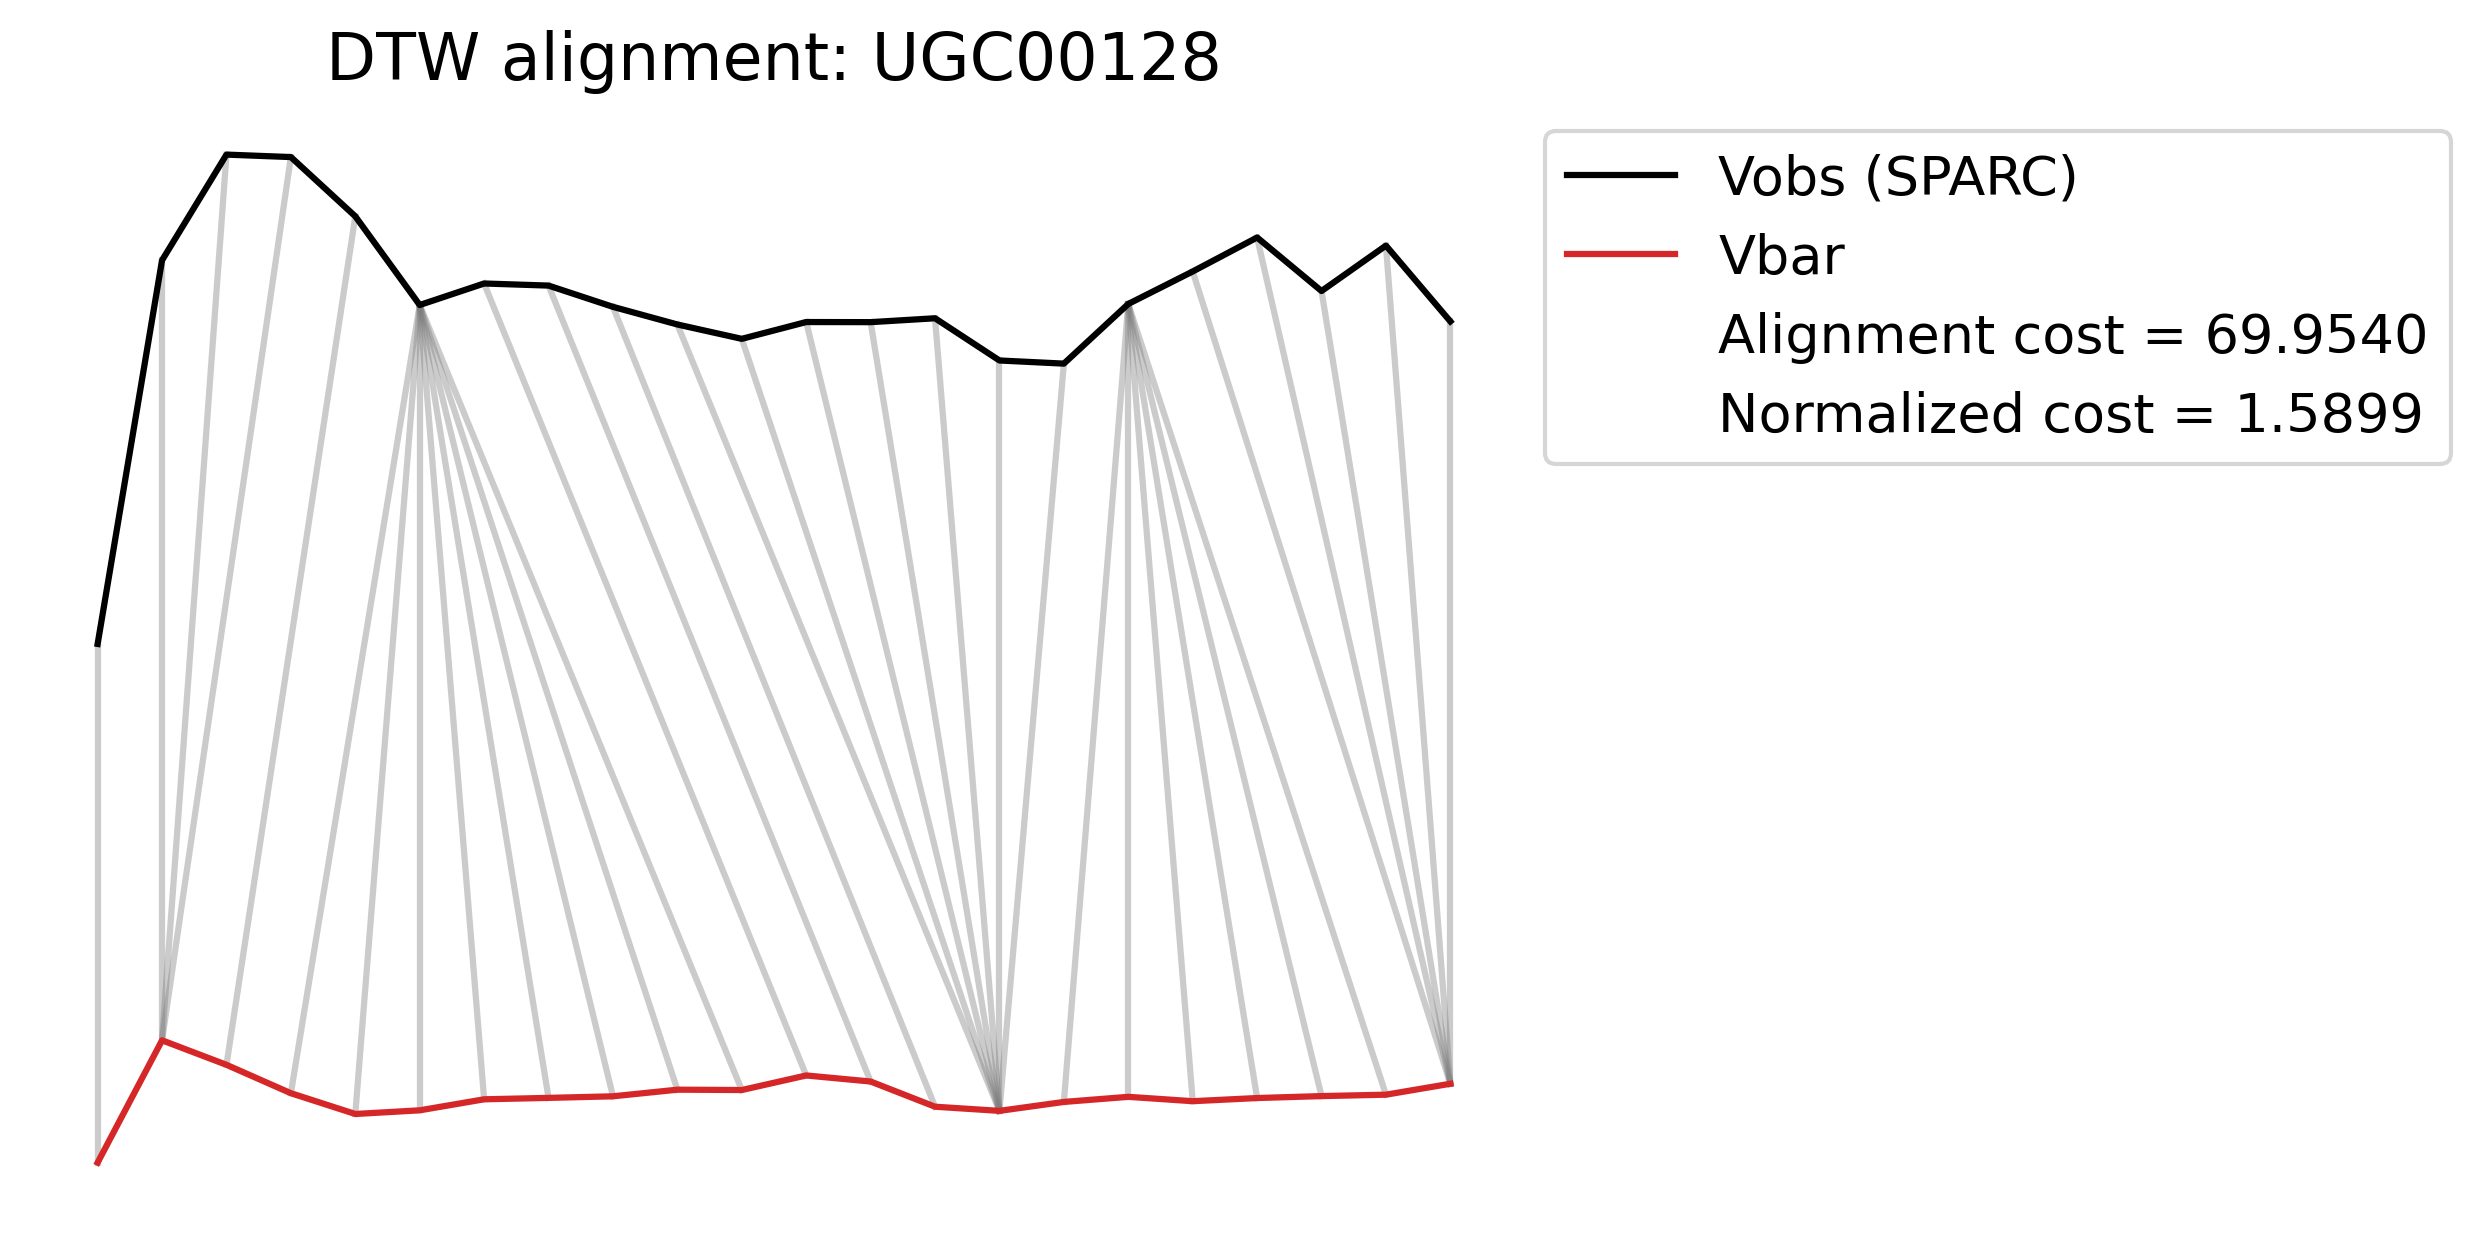 DTW alignment: UGC00128
Vobs (SPARC)
Vbar
Alignment cost = 69.9540
Normalized cost = 1.5899